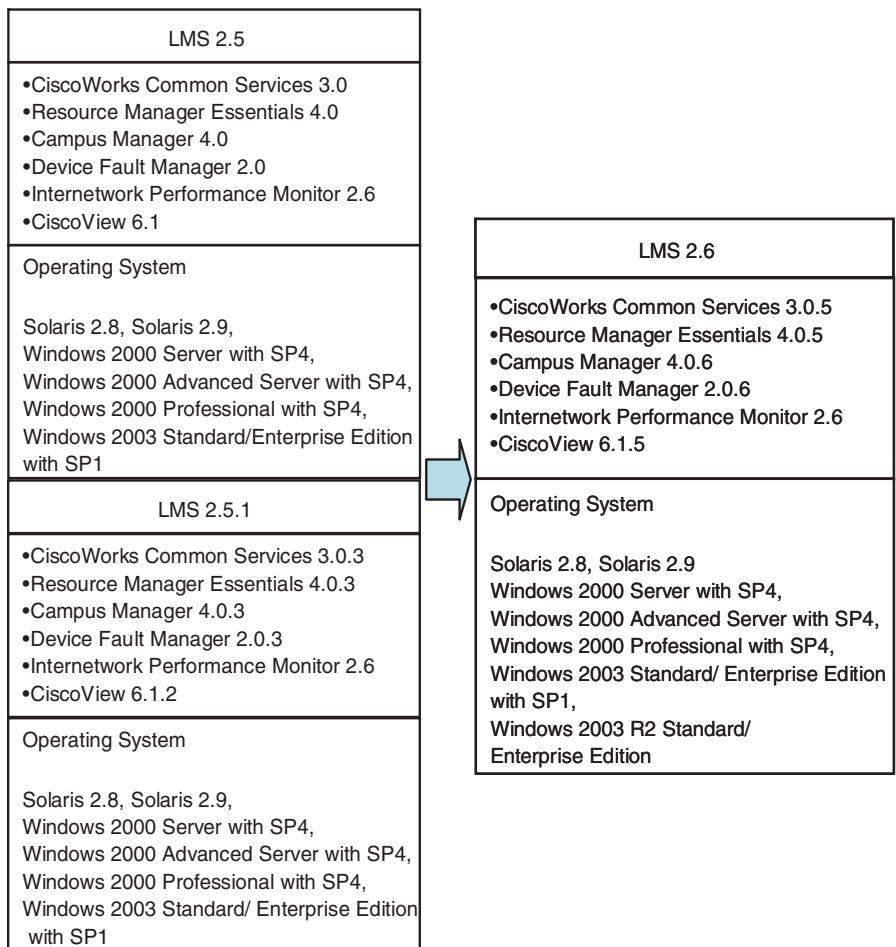 LMS 2.5
•CiscoWorks Common Services 3.0
•Resource Manager Essentials 4.0
•Campus Manager 4.0
•Device Fault Manager 2.0
•Internetwork Performance Monitor 2.6
•CiscoView 6.1
Operating System
Solaris 2.8, Solaris 2.9,
Windows 2000 Server with SP4,
Windows 2000 Advanced Server with SP4,
Windows 2000 Professional with SP4,
Windows 2003 Standard/Enterprise Edition
with SP1
LMS 2.5.1
•CiscoWorks Common Services 3.0.3
•Resource Manager Essentials 4.0.3
•Campus Manager 4.0.3
•Device Fault Manager 2.0.3
•Internetwork Performance Monitor 2.6
•CiscoView 6.1.2
Operating System
Solaris 2.8, Solaris 2.9,
Windows 2000 Server with SP4,
Windows 2000 Advanced Server with SP4,
Windows 2000 Professional with SP4,
Windows 2003 Standard/ Enterprise Edition
with SP1
LMS 2.6
•CiscoWorks Common Services 3.0.5
•Resource Manager Essentials 4.0.5
•Campus Manager 4.0.6
•Device Fault Manager 2.0.6
•Internetwork Performance Monitor 2.6
•CiscoView 6.1.5
Operating System
Solaris 2.8, Solaris 2.9
Windows 2000 Server with SP4,
Windows 2000 Advanced Server with SP4,
Windows 2000 Professional with SP4,
Windows 2003 Standard/ Enterprise Edition
with SP1,
Windows 2003 R2 Standard/
Enterprise Edition